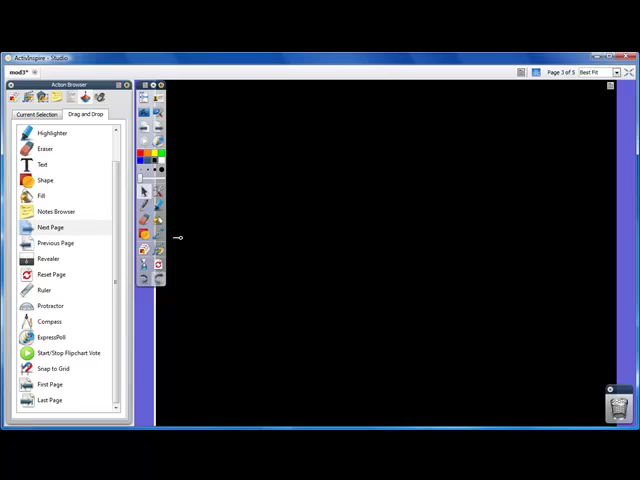 ActivInspire - Studio
mod3*
Page 3 of 5
Best Fit
Action Browser
Current Selection
Drag and Drop
Highlighter
Eraser
Text
Shape
Fill
Notes Browser
Next Page
Previous Page
Revealer
Reset Page
Ruler
Protractor
Compass
ExpressPoll
Start/Stop Flipchart Vote
Snap to Grid
First Page
Last Page